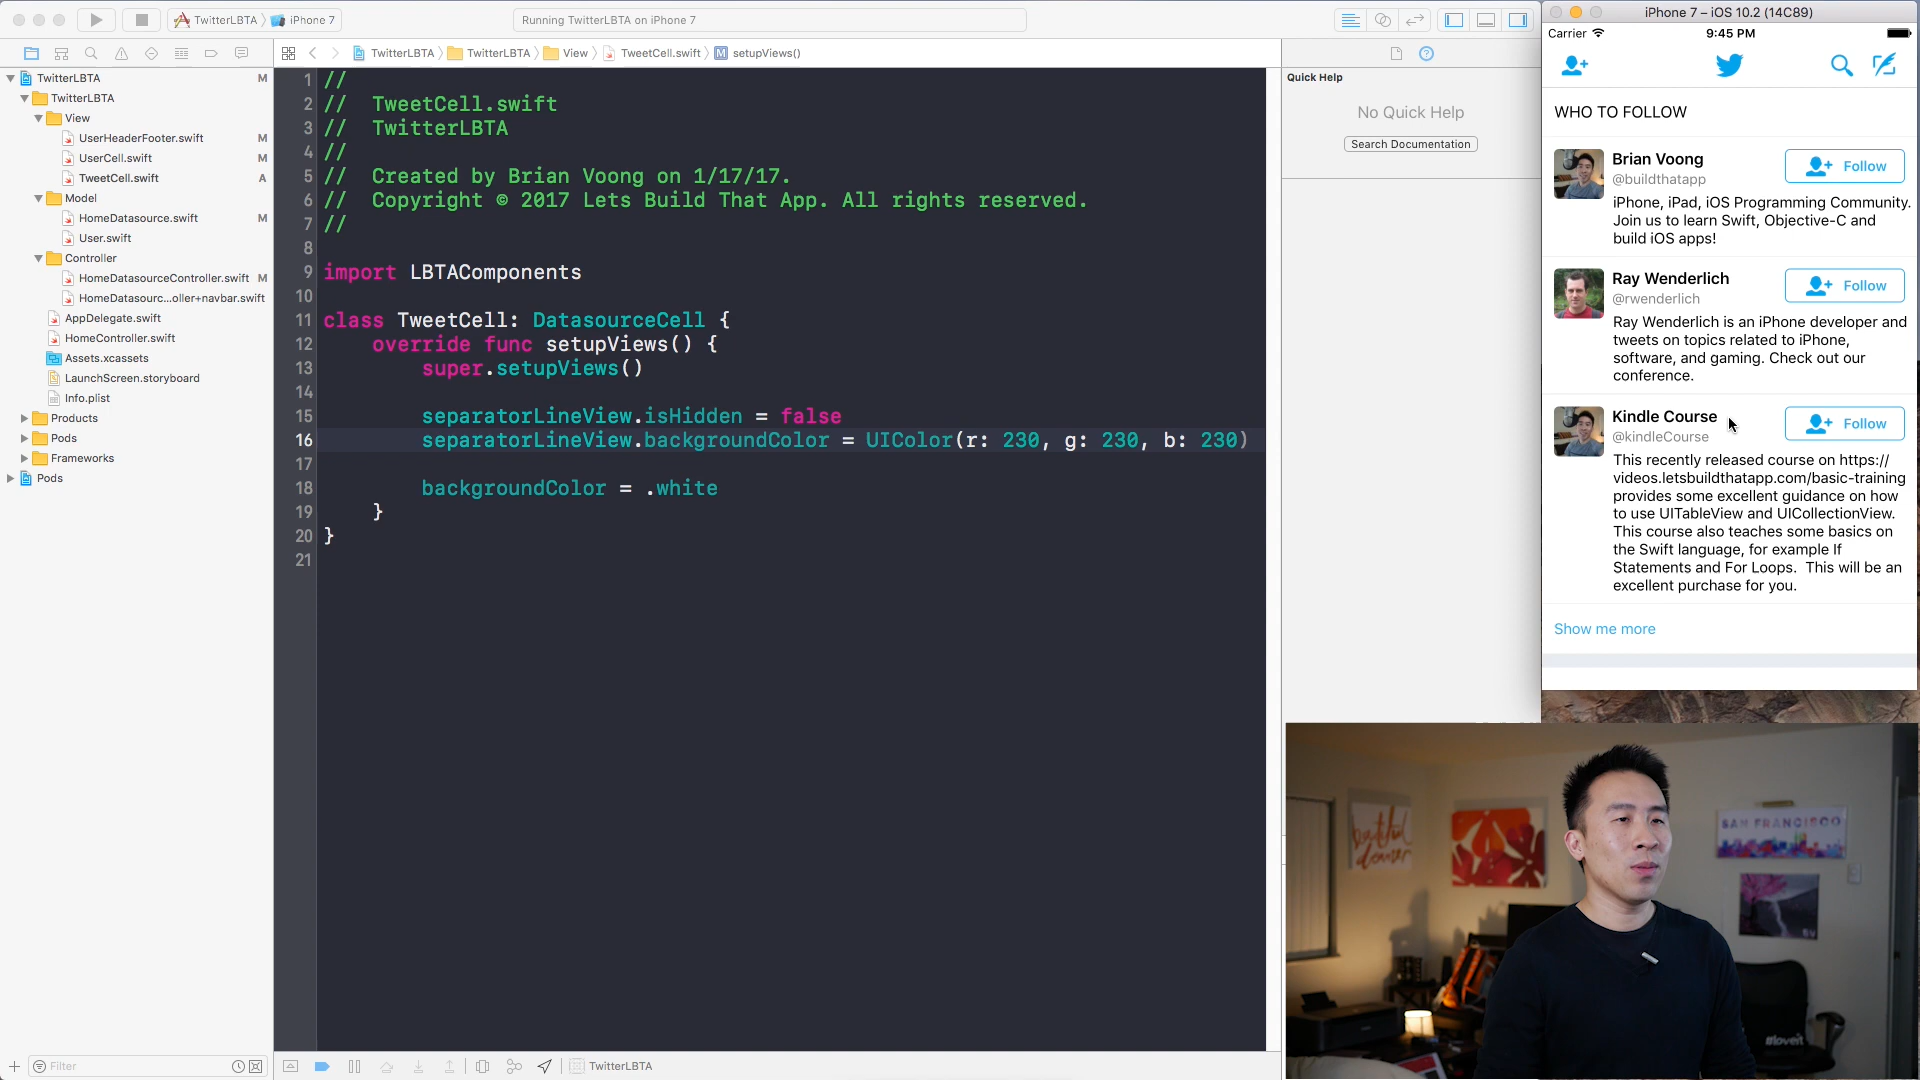 TwitterLBTA
iPhone 7
Running TwitterLBTA on iPhone 7
TwitterLBTA
TwitterLBTA
View
TweetCell.swift
M
setupViews()
TwitterLBTA
M
TwitterLBTA
View
UserHeaderFooter.swift
M
UserCell.swift
M
TweetCell.swift
A
Model
HomeDatasource.swift
M
User.swift
Controller
HomeDatasourceController.swift
M
HomeDatasourc...oller+navbar.swift
AppDelegate.swift
HomeController.swift
Assets.xcassets
LaunchScreen.storyboard
Info.plist
Products
Pods
Frameworks
Pods
Filter
1 //
2 // TweetCell.swift
3 // TwitterLBTA
4 //
5 // Created by Brian Voong on 1/17/17.
6 // Copyright © 2017 Lets Build That App. All rights reserved.
7 //
8
9 import LBTAComponents
10
11 class TweetCell: DatasourceCell {
12 override func setupViews() {
13 super.setupViews()
14
15 separatorLineView.isHidden = false
16 separatorLineView.backgroundColor = UIColor(r: 230, g: 230, b: 230)
17
18 backgroundColor = .white
19 }
20 }
21
TwitterLBTA
Quick Help
No Quick Help
Search Documentation
iPhone 7 – iOS 10.2 (14C89)
Carrier
9:45 PM
WHO TO FOLLOW
Brian Voong
@buildthatapp
Follow
iPhone, iPad, iOS Programming Community.
Join us to learn Swift, Objective-C and
build iOS apps!
Ray Wenderlich
@rwenderlich
Follow
Ray Wenderlich is an iPhone developer and
tweets on topics related to iPhone,
software, and gaming. Check out our
conference.
Kindle Course
@kindleCourse
Follow
This recently released course on https://
videos.letsbuildthatapp.com/basic-training
provides some excellent guidance on how
to use UITableView and UICollectionView.
This course also teaches some basics on
the Swift language, for example If
Statements and For Loops.  This will be an
excellent purchase for you.
Show me more
SAN FRANCISCO
#loveit